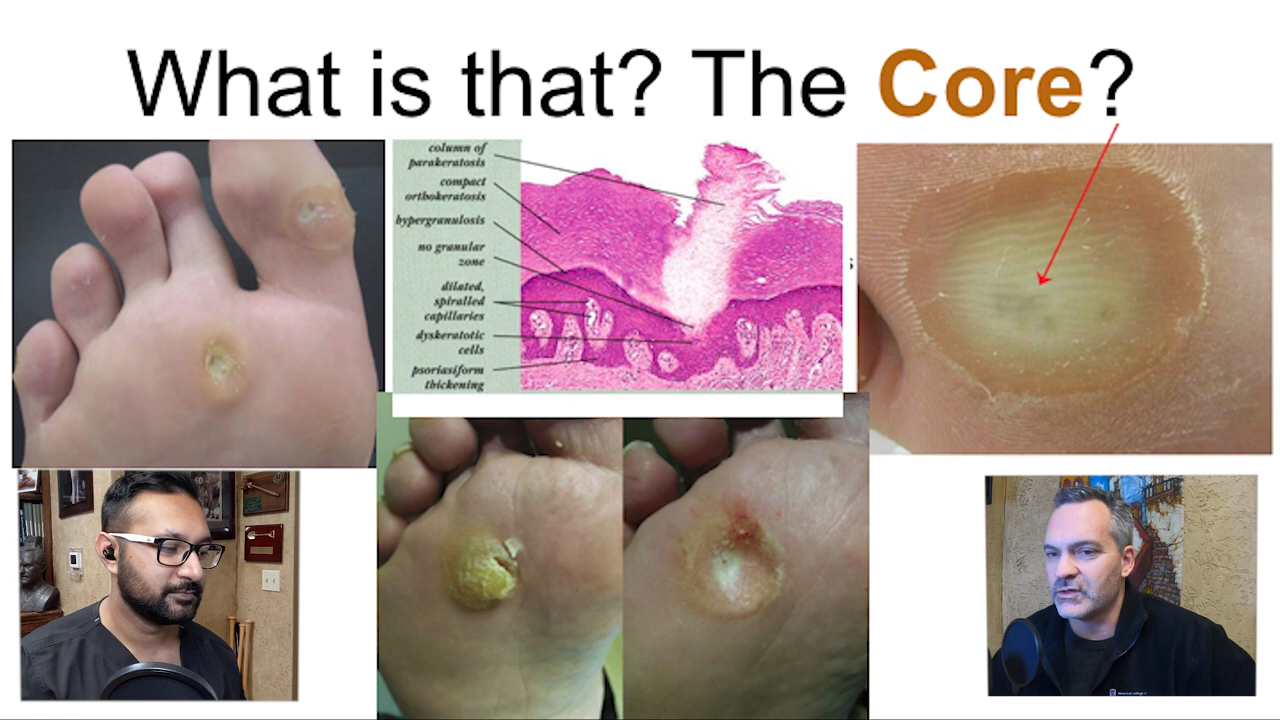 What is that? The Core?
column of
parakeratosis
compact
orthokeratosis
hypergranulosis
no granular
zone
dilated,
spiralled
capillaries
dyskeratotic
cells
psoriasiform
thickening